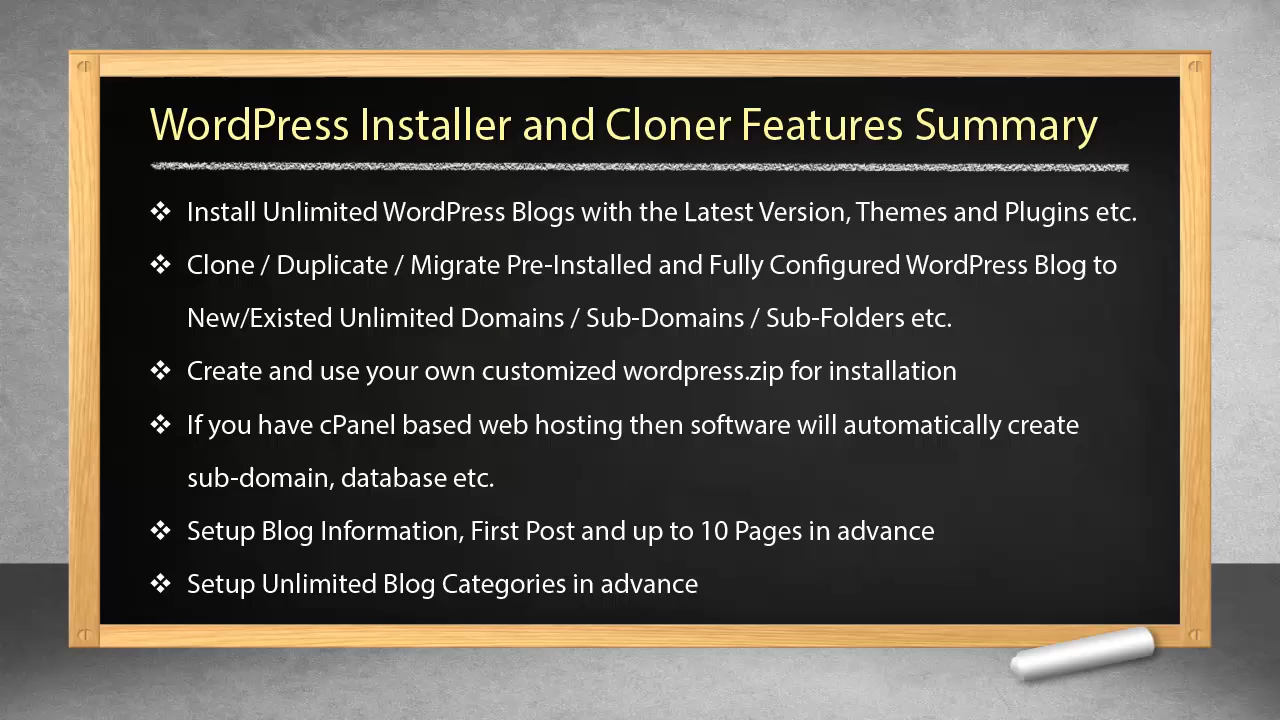 WordPress Installer and Cloner Features Summary
❖ Install Unlimited WordPress Blogs with the Latest Version, Themes and Plugins etc.
❖ Clone / Duplicate / Migrate Pre-Installed and Fully Configured WordPress Blog to
New/Existed Unlimited Domains / Sub-Domains / Sub-Folders etc.
❖ Create and use your own customized wordpress.zip for installation
❖ If you have cPanel based web hosting then software will automatically create
sub-domain, database etc.
❖ Setup Blog Information, First Post and up to 10 Pages in advance
❖ Setup Unlimited Blog Categories in advance